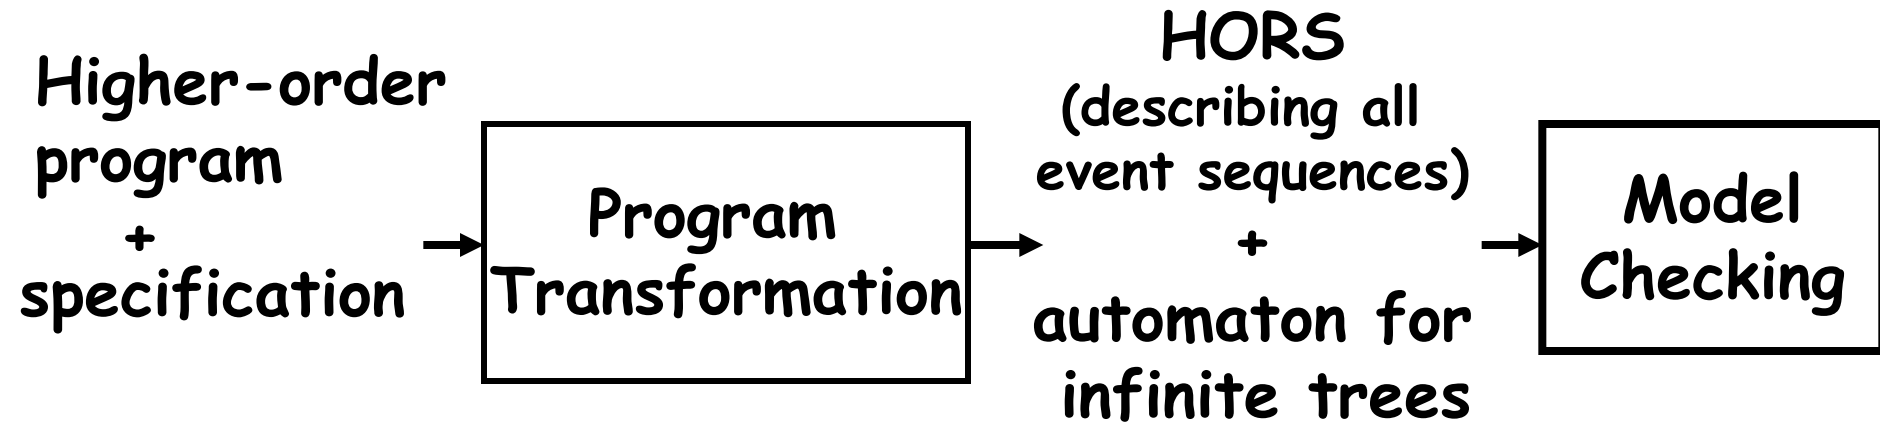 Higher-order
program
+
specification
Program
Transformation
HORS
(describing all
event sequences)
+
automaton for
infinite trees
Model
Checking